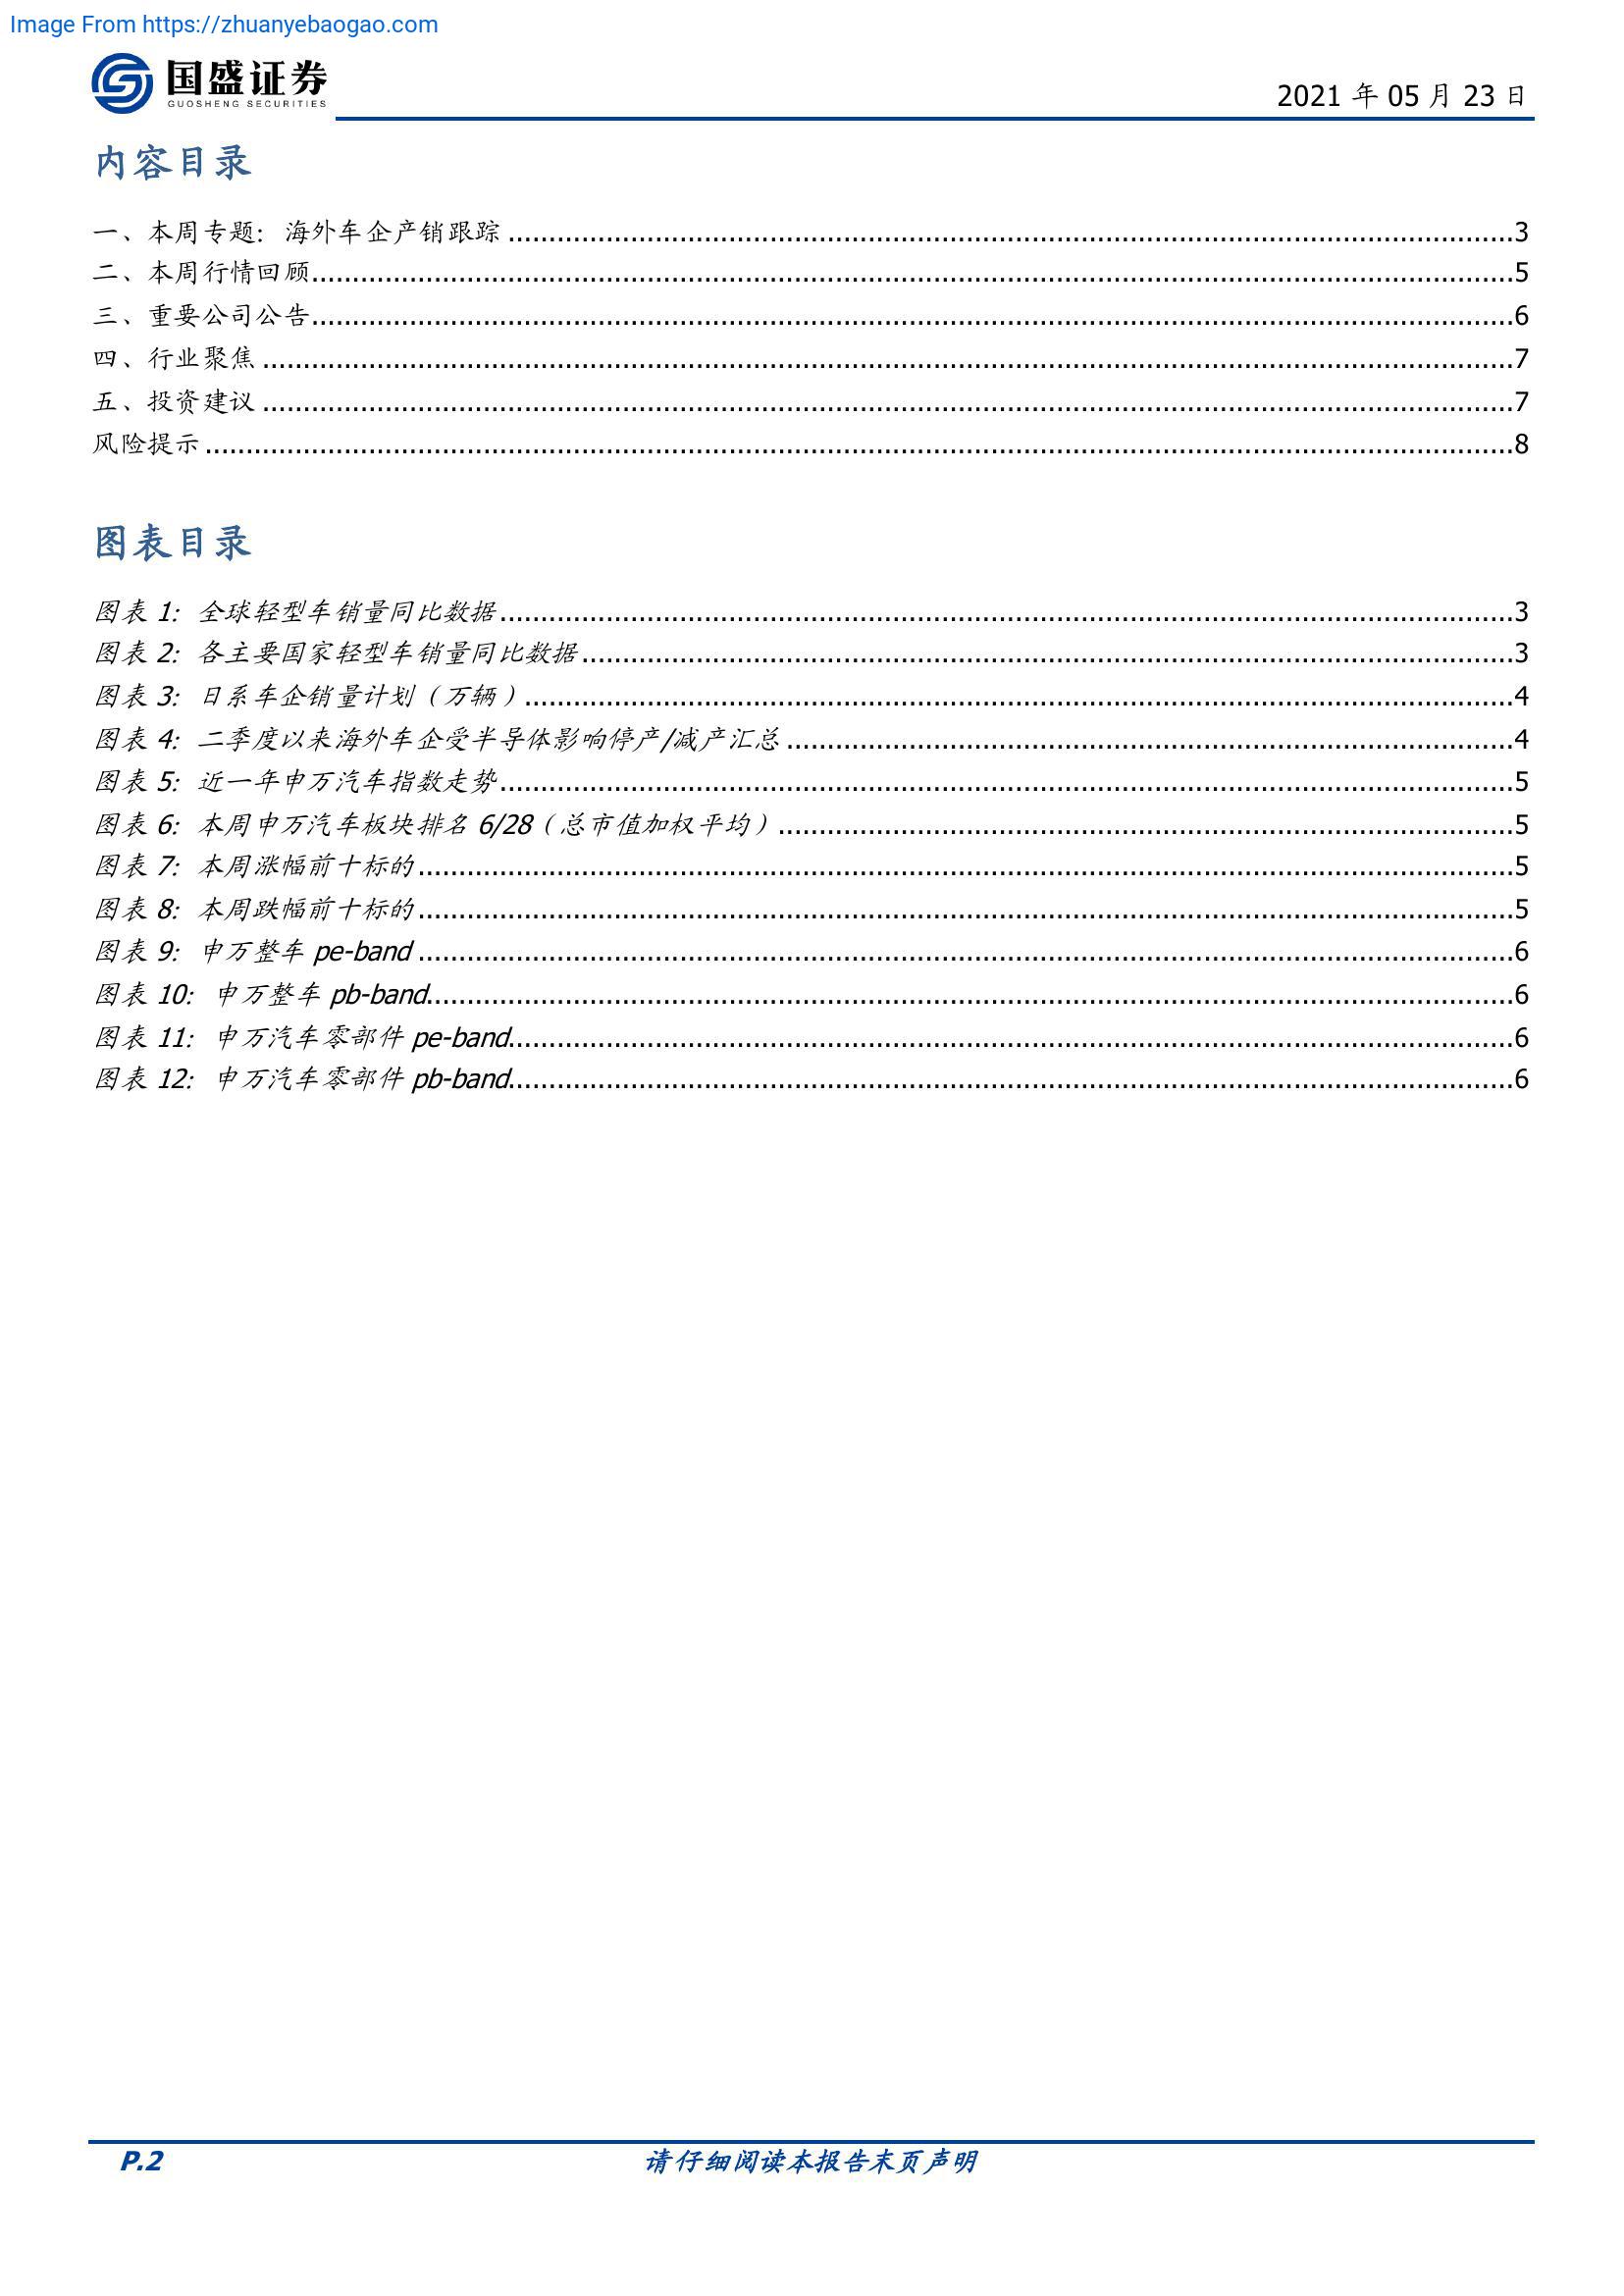 Image From https://zhuanyebaogao.com
国盛证券
GUOSHENG SECURITIES
2021 年 05 月 23 日
内容目录
一、本周专题：海外车企产销跟踪 ........................................ 3
二、本周行情回顾 ........................................ 5
三、重要公司公告 ........................................ 6
四、行业聚焦 ........................................ 7
五、投资建议 ........................................ 7
风险提示 ........................................ 8
图表目录
图表 1：全球轻型车销量同比数据 ........................................ 3
图表 2：各主要国家轻型车销量同比数据 ........................................ 3
图表 3：日系车企销量计划（万辆） ........................................ 4
图表 4：二季度以来海外车企受半导体影响停产/减产汇总 ........................................ 4
图表 5：近一年申万汽车指数走势 ........................................ 5
图表 6：本周申万汽车板块排名 6/28（总市值加权平均） ........................................ 5
图表 7：本周涨幅前十标的 ........................................ 5
图表 8：本周跌幅前十标的 ........................................ 5
图表 9：申万整车 pe-band ........................................ 6
图表 10：申万整车 pb-band ........................................ 6
图表 11：申万汽车零部件 pe-band ........................................ 6
图表 12：申万汽车零部件 pb-band ........................................ 6
P.2
请仔细阅读本报告末页声明